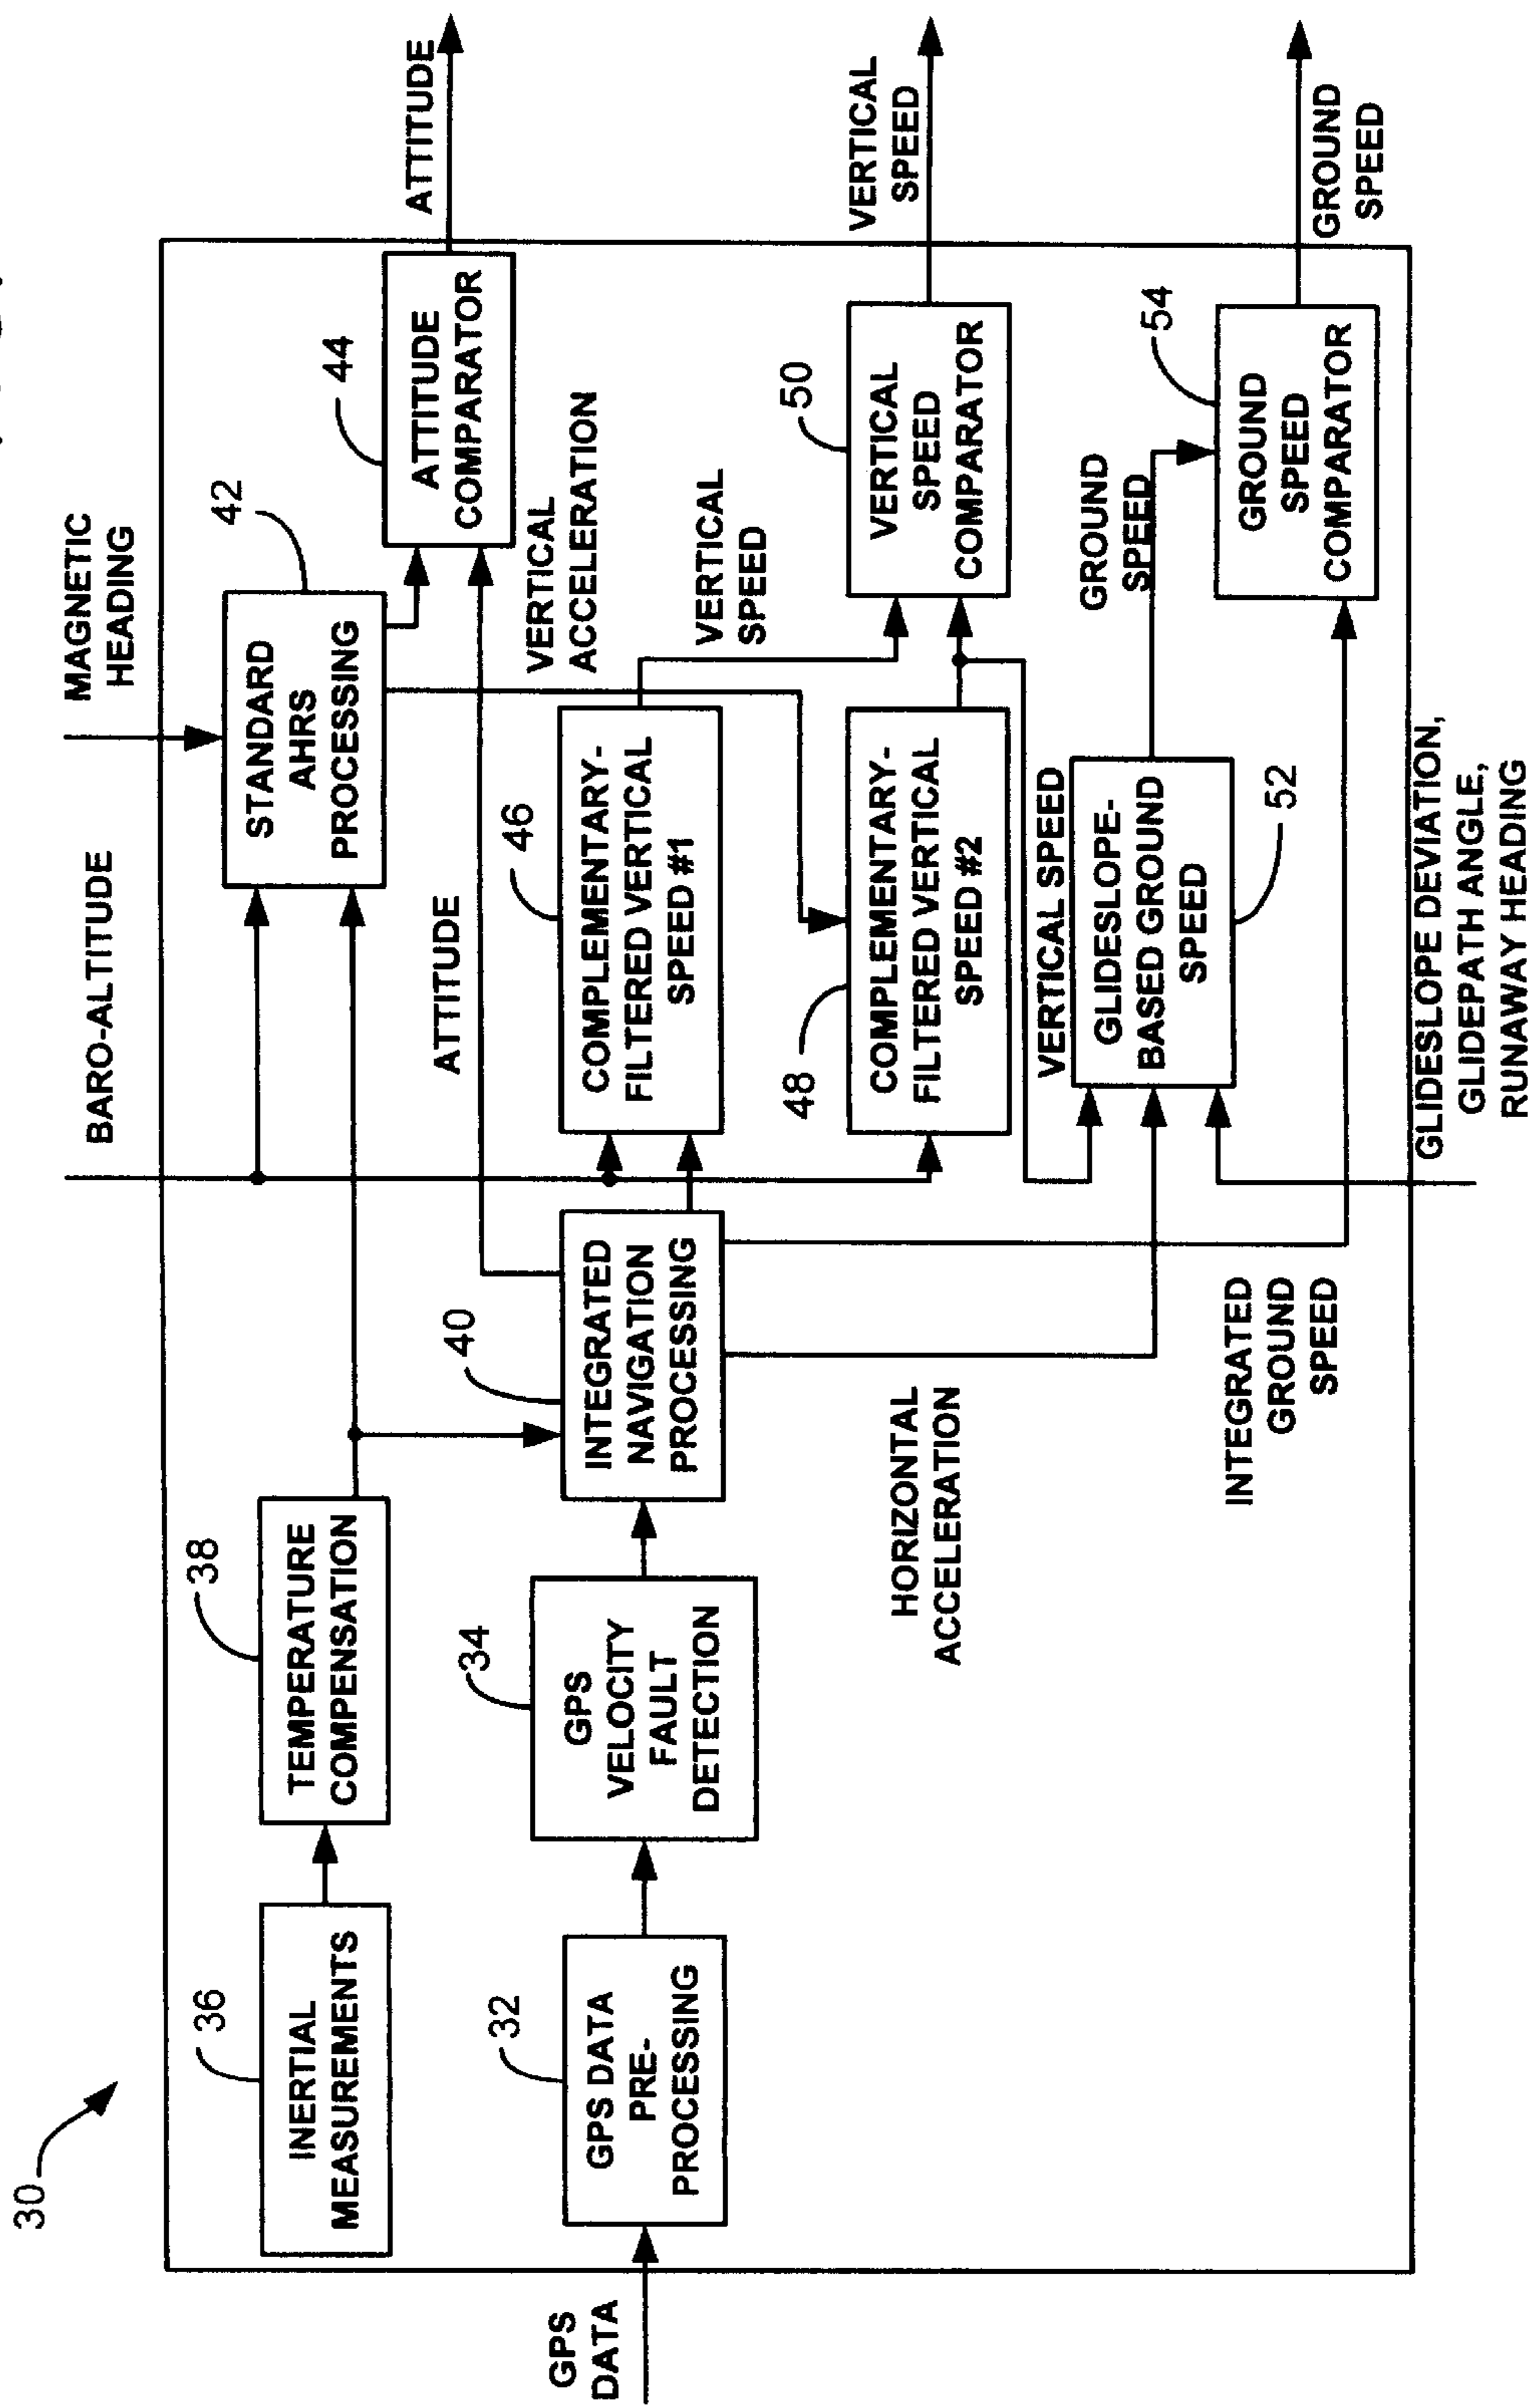 30
MAGNETIC
HEADING
BARO-ALTITUDE
36
INERTIAL
MEASUREMENTS
38
TEMPERATURE
COMPENSATION
42
STANDARD
AHRS
PROCESSING
44
ATTITUDE
COMPARATOR
ATTITUDE
ATTITUDE
VERTICAL
ACCELERATION
GPS
DATA
32
GPS DATA
PRE-
PROCESSING
34
GPS
VELOCITY
FAULT
DETECTION
40
INTEGRATED
NAVIGATION
PROCESSING
46
COMPLEMENTARY-
FILTERED VERTICAL
SPEED #1
VERTICAL
SPEED
48
COMPLEMENTARY-
FILTERED VERTICAL
SPEED #2
50
VERTICAL
SPEED
COMPARATOR
VERTICAL
SPEED
HORIZONTAL
ACCELERATION
VERTICAL SPEED
GLIDESLOPE-
BASED GROUND
SPEED
52
GROUND
SPEED
54
GROUND
SPEED
COMPARATOR
GROUND
SPEED
INTEGRATED
GROUND
SPEED
GLIDESLOPE DEVIATION,
GLIDEPATH ANGLE,
RUNAWAY HEADING